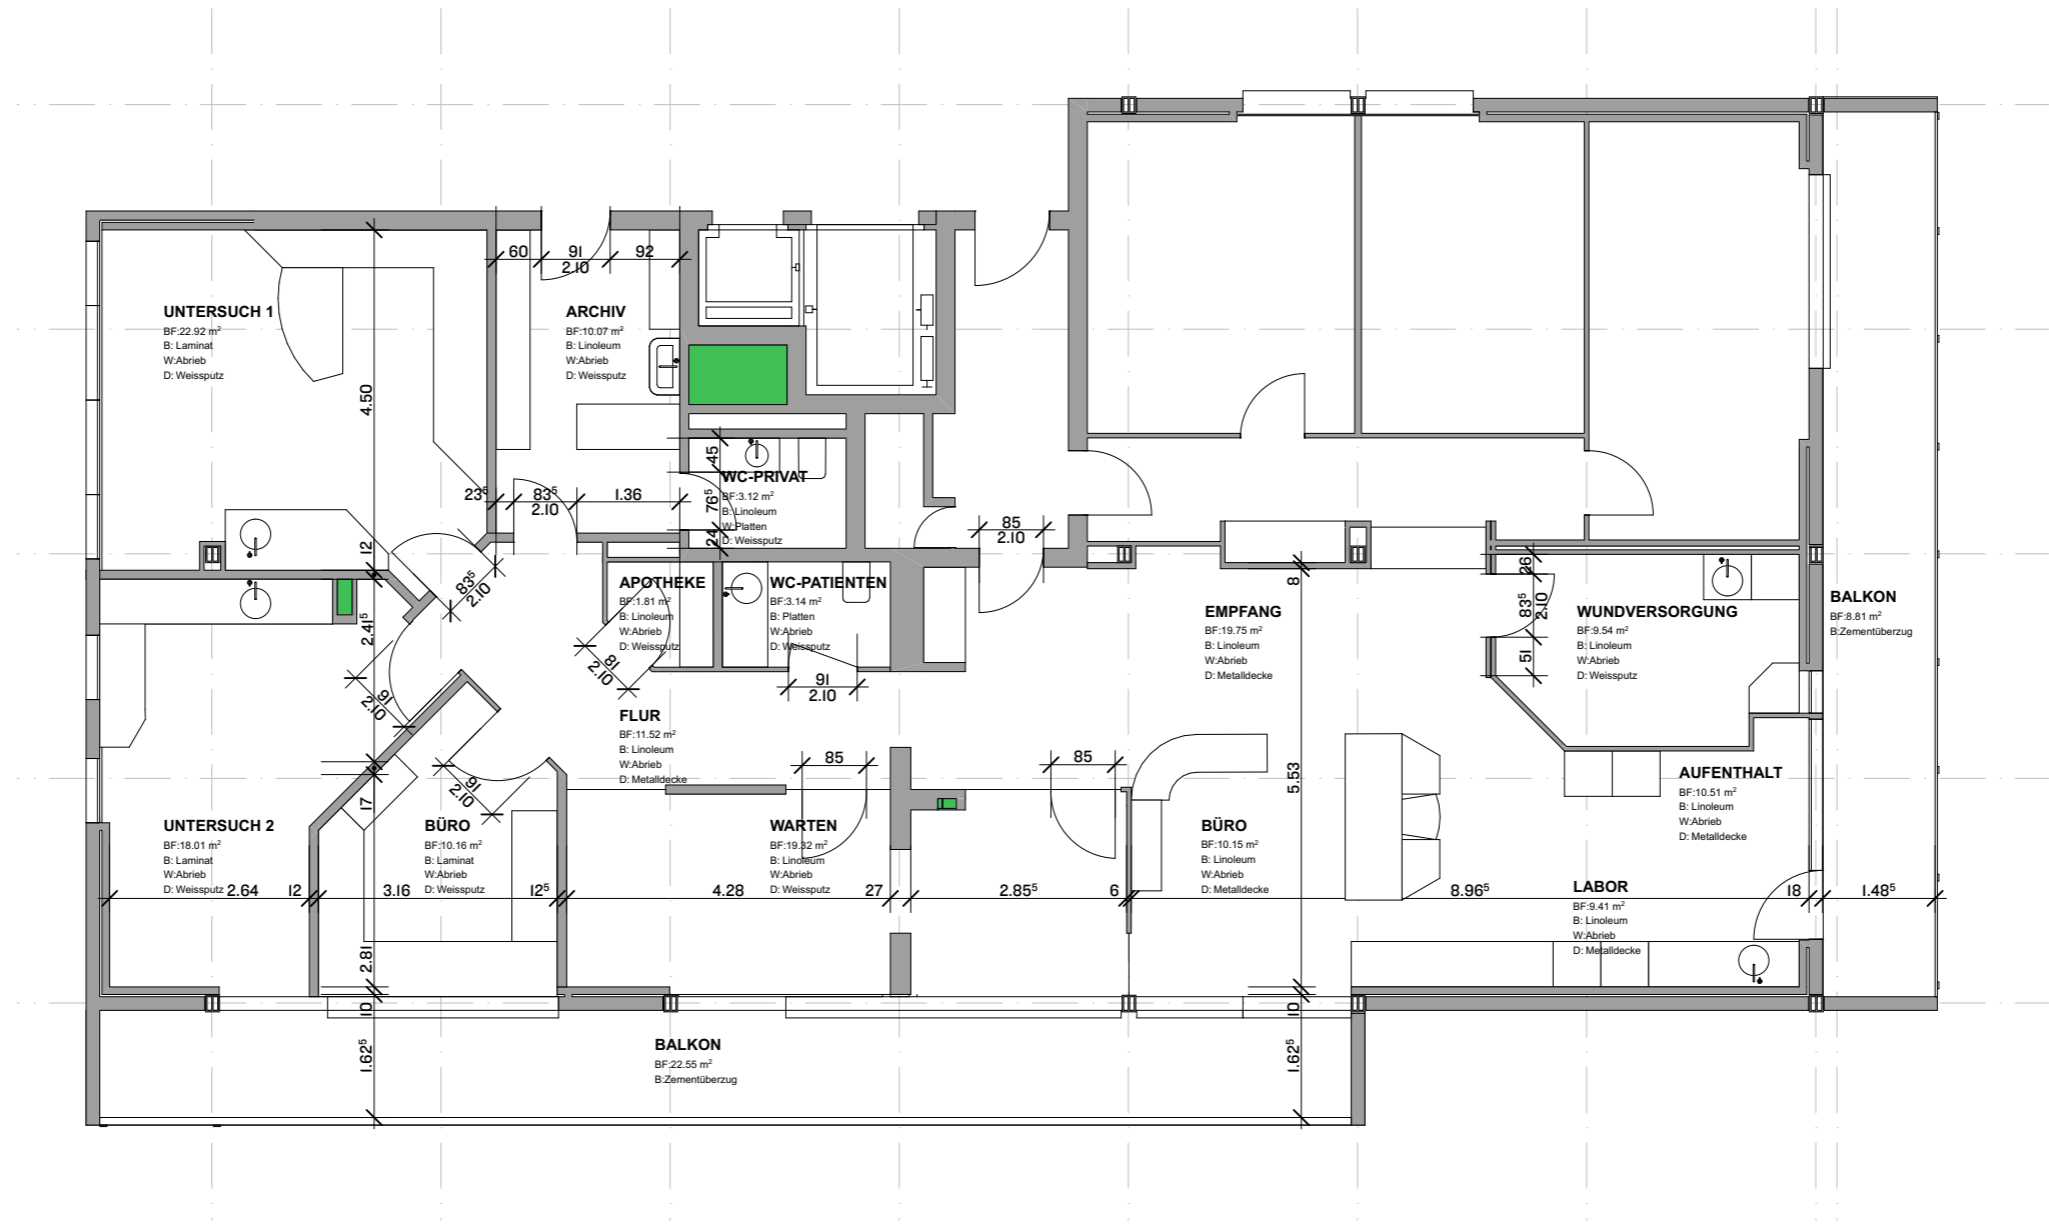 60 91 92
2.10
UNTERSUCH 1
BF:22.92 m²
B: Laminat
W:Abrieb
D: Weissputz
ARCHIV
BF:10.07 m²
B: Linoleum
W:Abrieb
D: Weissputz
4.50
23⁵ 83⁵ 1.36
2.10
45
76⁵
24
WC-PRIVAT
BF:3.12 m²
B: Linoleum
W:Platten
D: Weissputz
85
2.10
12
83⁵
2.10
2.41⁵
APOTHEKE
BF:1.81 m²
B: Linoleum
W:Abrieb
D: Weissputz
81
2.10
WC-PATIENTEN
BF:3.14 m²
B: Platten
W:Abrieb
D: Weissputz
91
2.10
8
EMPFANG
BF:19.75 m²
B: Linoleum
W:Abrieb
D: Metalldecke
26
83⁵
2.10
51
WUNDVERSORGUNG
BF:9.54 m²
B: Linoleum
W:Abrieb
D: Weissputz
BALKON
BF:8.81 m²
B:Zementüberzug
91
2.10
FLUR
BF:11.52 m²
B: Linoleum
W:Abrieb
D: Metalldecke
85
85
5.53
91
2.10
17
AUFENTHALT
BF:10.51 m²
B: Linoleum
W:Abrieb
D: Metalldecke
UNTERSUCH 2
BF:18.01 m²
B: Laminat
W:Abrieb
D: Weissputz
BÜRO
BF:10.16 m²
B: Laminat
W:Abrieb
D: Weissputz
WARTEN
BF:19.32 m²
B: Linoleum
W:Abrieb
D: Weissputz
BÜRO
BF:10.15 m²
B: Linoleum
W:Abrieb
D: Metalldecke
LABOR
BF:9.41 m²
B: Linoleum
W:Abrieb
D: Metalldecke
2.64 12 3.16 12⁵ 4.28 27 2.85⁵ 6 8.96⁵ 18 1.48⁵
2.81
10
1.62⁵
10
1.62⁵
BALKON
BF:22.55 m²
B:Zementüberzug